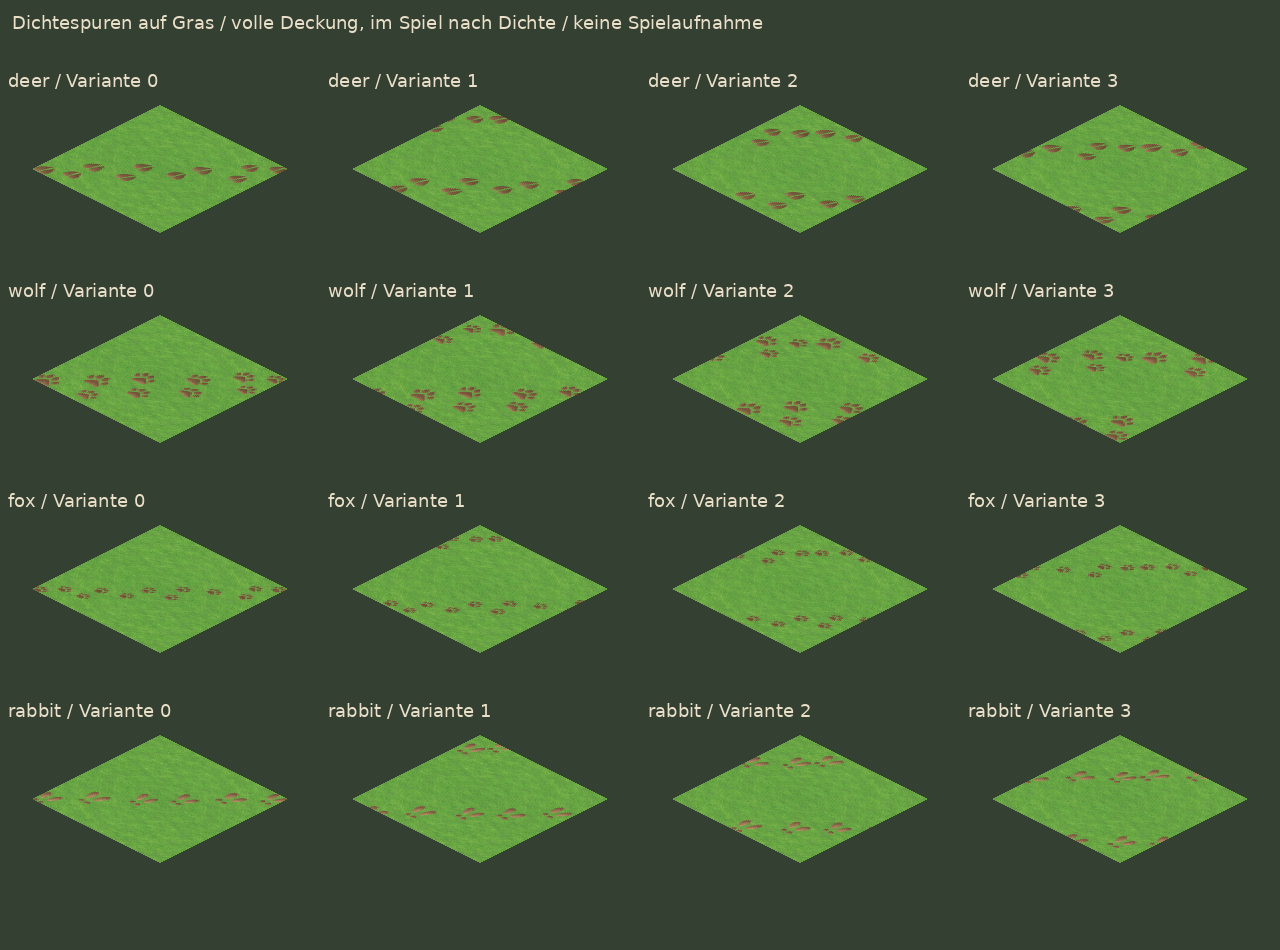 Dichtespuren auf Gras / volle Deckung, im Spiel nach Dichte / keine Spielaufnahme
deer / Variante 0
deer / Variante 1
deer / Variante 2
deer / Variante 3
wolf / Variante 0
wolf / Variante 1
wolf / Variante 2
wolf / Variante 3
fox / Variante 0
fox / Variante 1
fox / Variante 2
fox / Variante 3
rabbit / Variante 0
rabbit / Variante 1
rabbit / Variante 2
rabbit / Variante 3